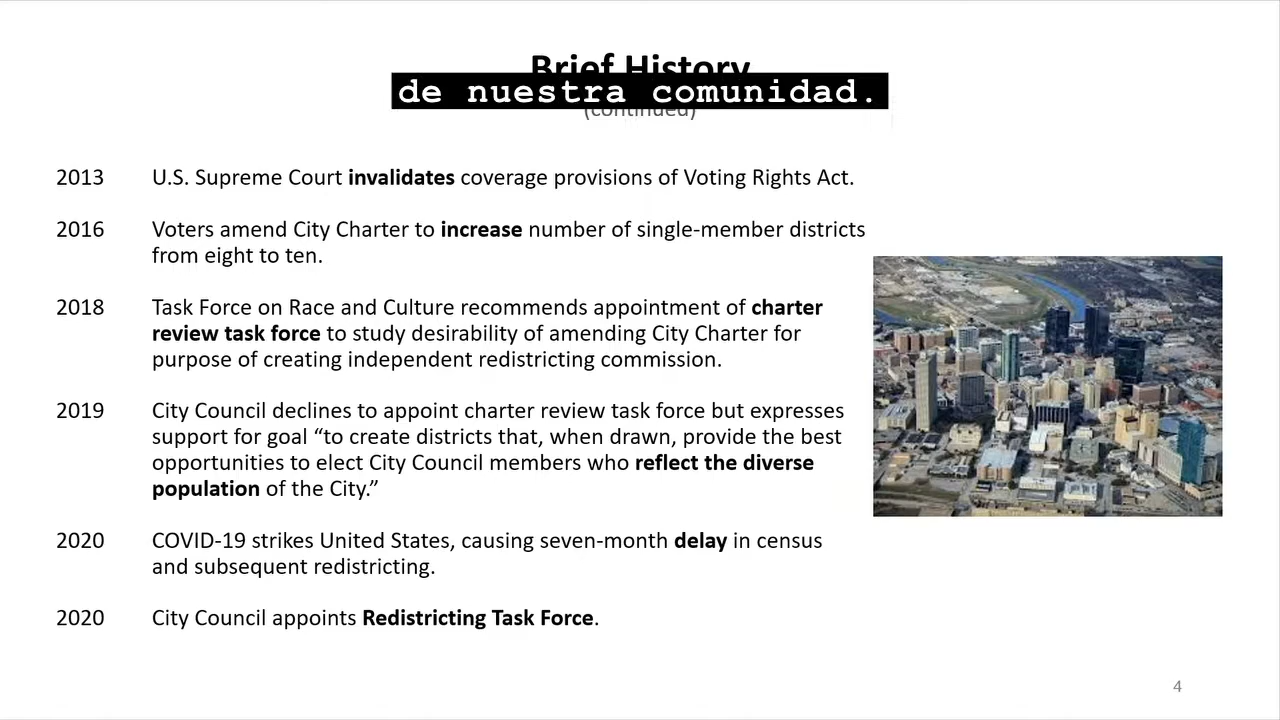 Brief History
de nuestra comunidad.
(continued)
2013 U.S. Supreme Court invalidates coverage provisions of Voting Rights Act.
2016 Voters amend City Charter to increase number of single-member districts
from eight to ten.
2018 Task Force on Race and Culture recommends appointment of charter
review task force to study desirability of amending City Charter for
purpose of creating independent redistricting commission.
2019 City Council declines to appoint charter review task force but expresses
support for goal “to create districts that, when drawn, provide the best
opportunities to elect City Council members who reflect the diverse
population of the City.”
2020 COVID-19 strikes United States, causing seven-month delay in census
and subsequent redistricting.
2020 City Council appoints Redistricting Task Force.
4